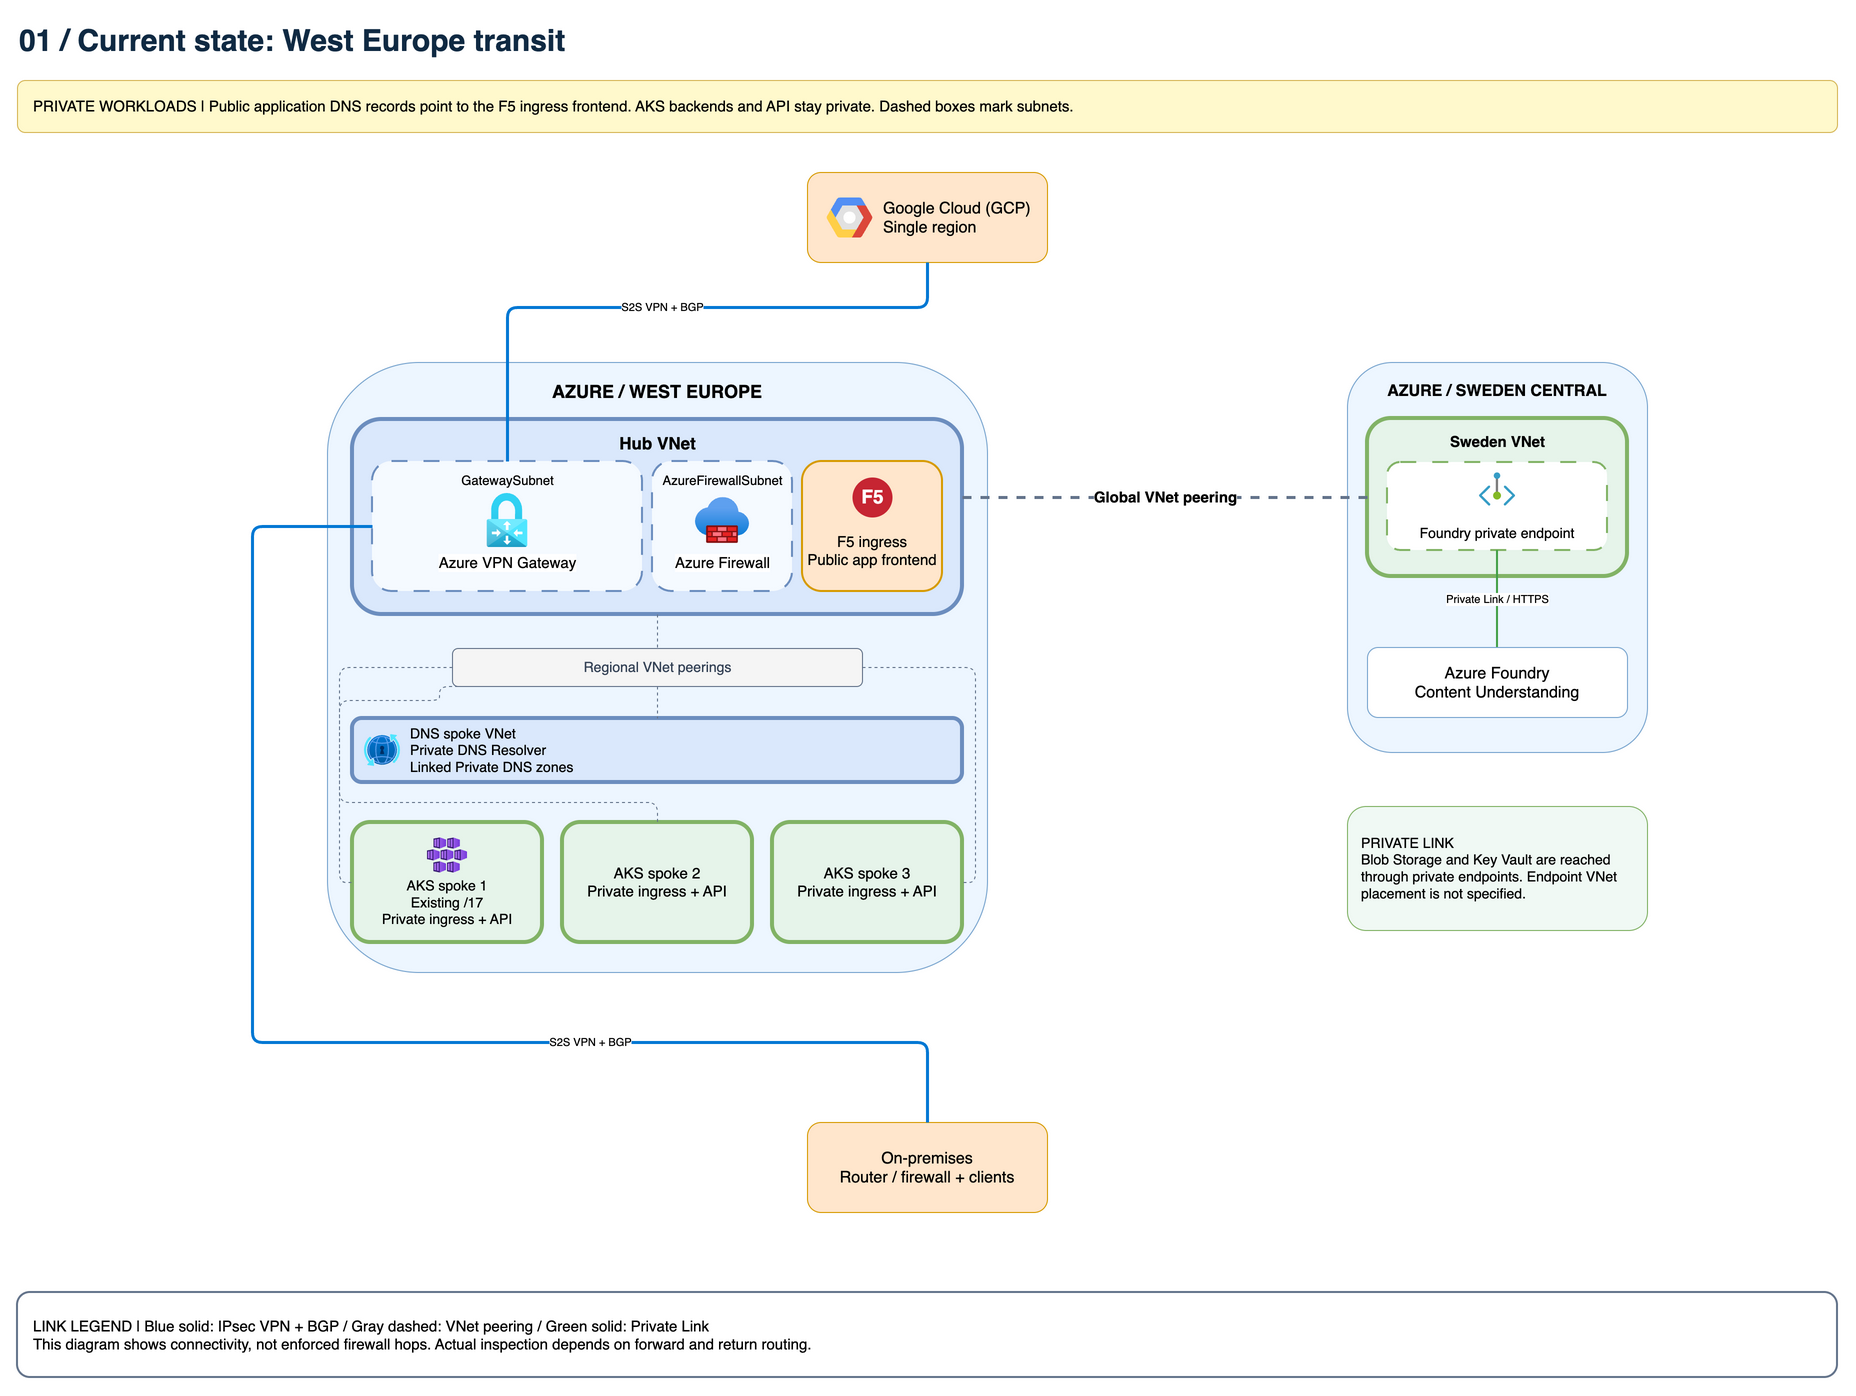 01 / Current state: West Europe transit
PRIVATE WORKLOADS | Public application DNS records point to the F5 ingress frontend. AKS backends and API stay private. Dashed boxes mark subnets.
Google Cloud (GCP)
Single region
S2S VPN + BGP
AZURE / WEST EUROPE
Hub VNet
GatewaySubnet
Azure VPN Gateway
AzureFirewallSubnet
Azure Firewall
F5
F5 ingress
Public app frontend
Global VNet peering
AZURE / SWEDEN CENTRAL
Sweden VNet
Foundry private endpoint
Private Link / HTTPS
Azure Foundry
Content Understanding
Regional VNet peerings
DNS spoke VNet
Private DNS Resolver
Linked Private DNS zones
AKS spoke 1
Existing /17
Private ingress + API
AKS spoke 2
Private ingress + API
AKS spoke 3
Private ingress + API
PRIVATE LINK
Blob Storage and Key Vault are reached
through private endpoints. Endpoint VNet
placement is not specified.
S2S VPN + BGP
On-premises
Router / firewall + clients
LINK LEGEND | Blue solid: IPsec VPN + BGP / Gray dashed: VNet peering / Green solid: Private Link
This diagram shows connectivity, not enforced firewall hops. Actual inspection depends on forward and return routing.